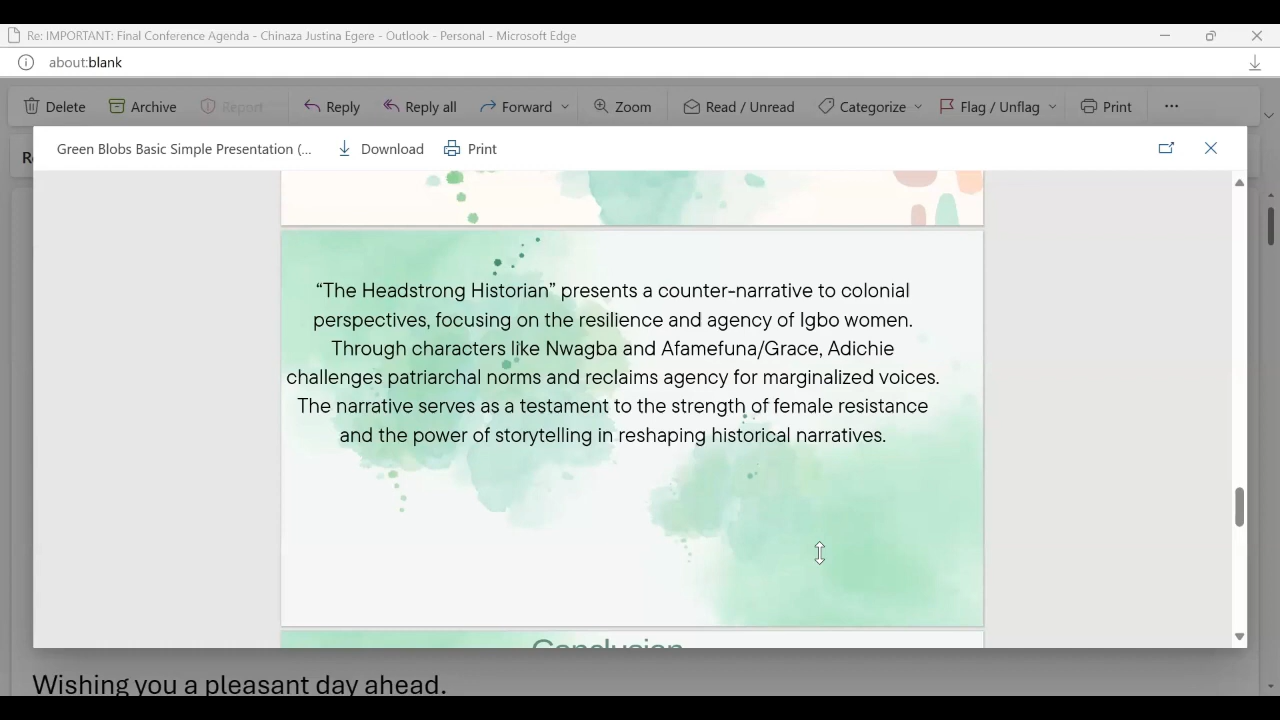 Re: IMPORTANT: Final Conference Agenda - Chinaza Justina Egere - Outlook - Personal - Microsoft Edge
about:blank
Delete Archive Report Reply Reply all Forward Zoom Read / Unread Categorize Flag / Unflag Print
Green Blobs Basic Simple Presentation (... Download Print
“The Headstrong Historian” presents a counter-narrative to colonial
perspectives, focusing on the resilience and agency of Igbo women.
Through characters like Nwagba and Afamefuna/Grace, Adichie
challenges patriarchal norms and reclaims agency for marginalized voices.
The narrative serves as a testament to the strength of female resistance
and the power of storytelling in reshaping historical narratives.
Conclusion
Wishing you a pleasant day ahead.